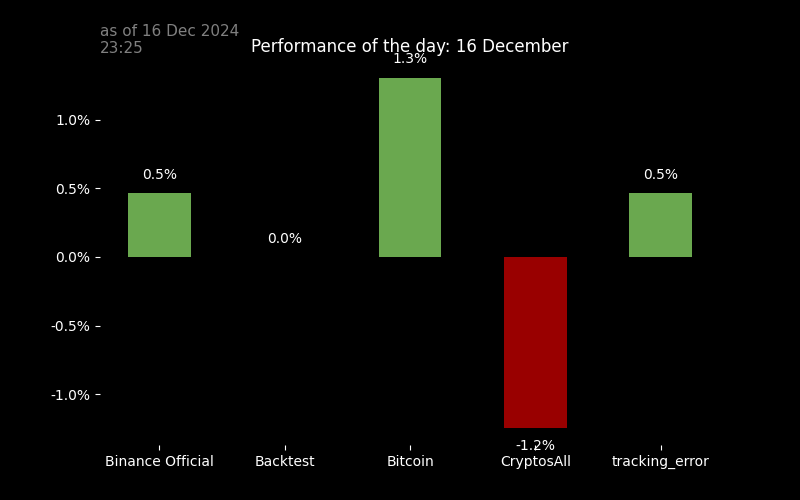 as of 16 Dec 2024
23:25
Performance of the day: 16 December
1.3%
1.0%
0.5%
0.5%
0.5%
0.0%
0.0%
-0.5%
-1.0%
-1.2%
Binance Official
Backtest
Bitcoin
CryptosAll
tracking_error